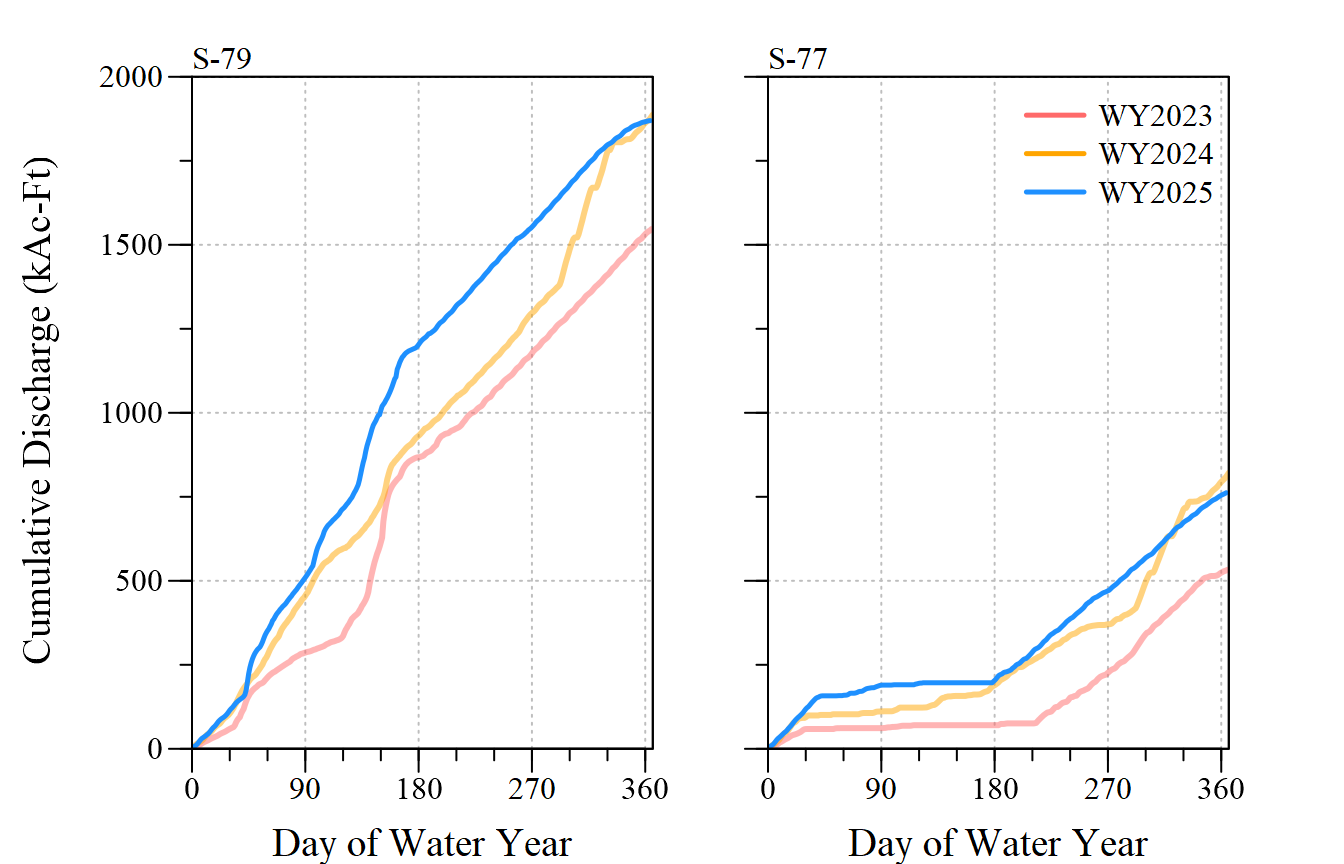 S-79
S-77
Cumulative Discharge (kAc-Ft)
2000
1500
1000
500
0
0 90 180 270 360
Day of Water Year
WY2023
WY2024
WY2025
0 90 180 270 360
Day of Water Year